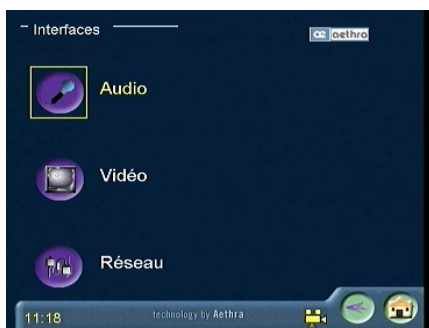 Interfaces
aethra
Audio
Vidéo
Réseau
11:18
technology by Aethra